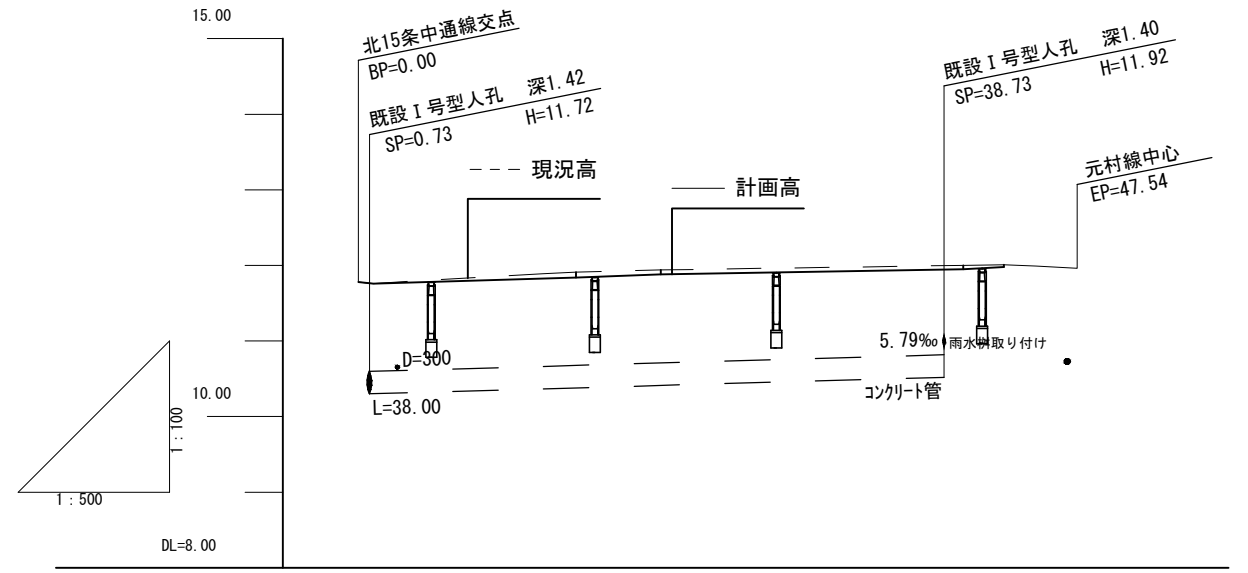 15.00
北15条中通線交点
BP=0.00
既設Ⅰ号型人孔 深1.42
SP=0.73 H=11.72
既設Ⅰ号型人孔 深1.40
SP=38.73 H=11.92
現況高
計画高
元村線中心
EP=47.54
5.79‰
雨水桝取り付け
D=300
10.00
L=38.00
コンクリート管
1:100
1:500
DL=8.00